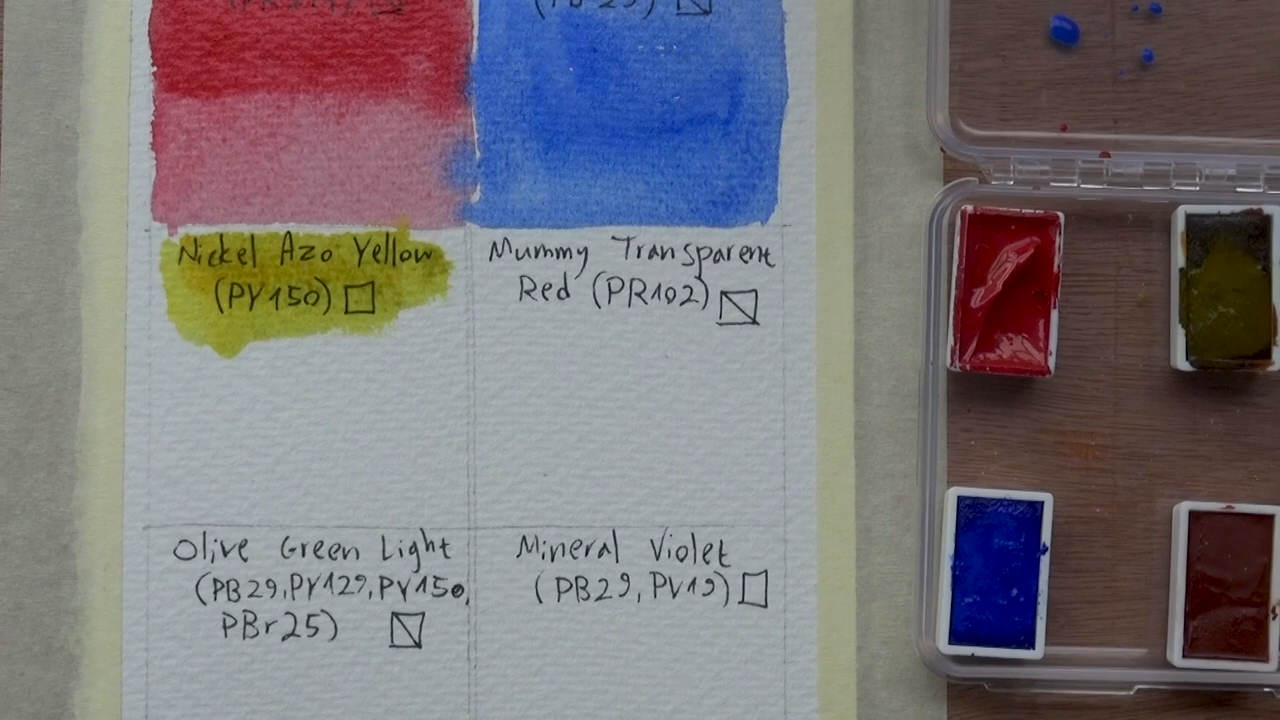 (PB29)
Nickel Azo Yellow
(PY150)
Mummy Transparent
Red (PR102)
Olive Green Light
(PB29, PY129, PY150,
PBr25)
Mineral Violet
(PB29, PV19)